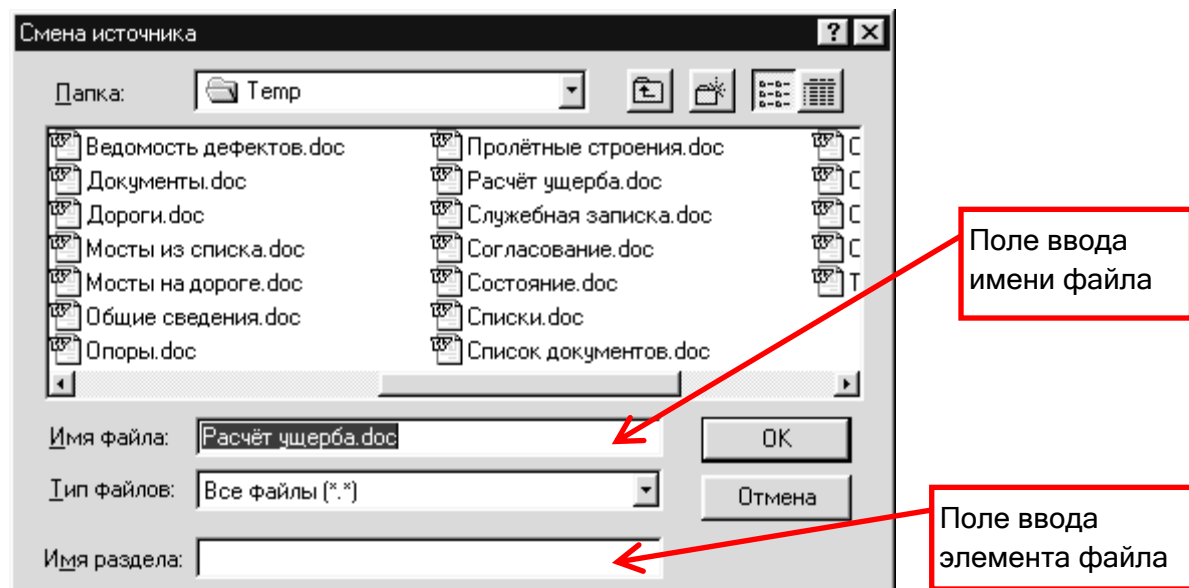 Смена источника
Папка: Temp
Ведомость дефектов.doc
Документы.doc
Дороги.doc
Мосты из списка.doc
Мосты на дороге.doc
Общие сведения.doc
Опоры.doc
Пролётные строения.doc
Расчёт ущерба.doc
Служебная записка.doc
Согласование.doc
Состояние.doc
Списки.doc
Список документов.doc
С
С
С
С
Т
Поле ввода
имени файла
Имя файла: Расчёт ущерба.doc
OK
Тип файлов: Все файлы (*.*)
Отмена
Имя раздела:
Поле ввода
элемента файла